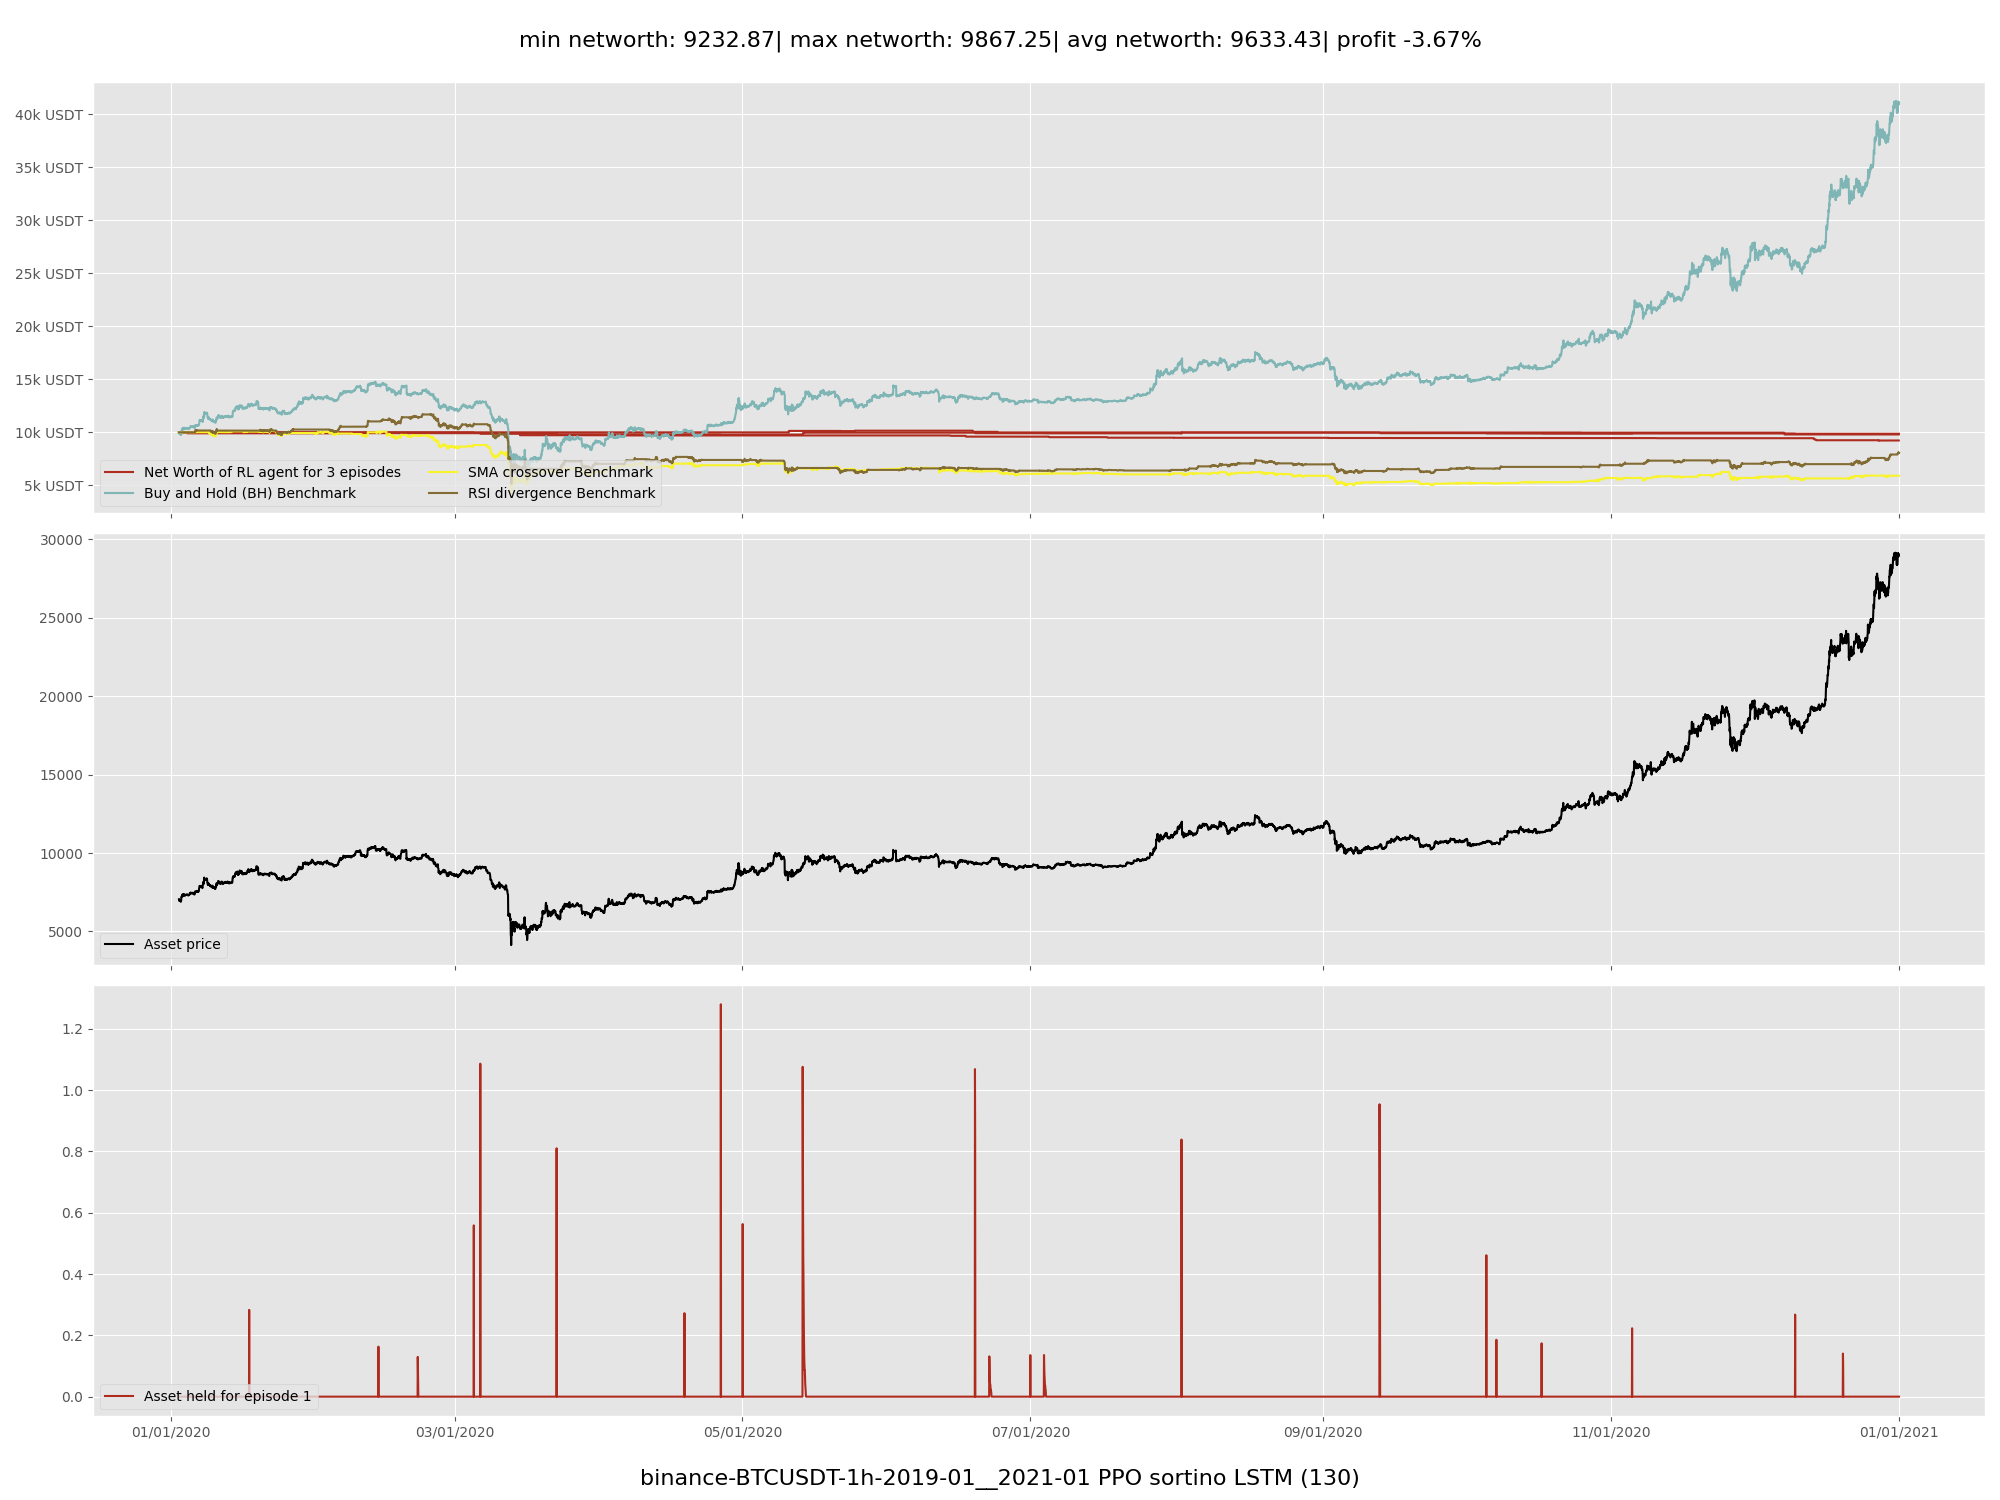 min networth: 9232.87| max networth: 9867.25| avg networth: 9633.43| profit -3.67%
40k USDT
35k USDT
30k USDT
25k USDT
20k USDT
15k USDT
10k USDT
5k USDT
Net Worth of RL agent for 3 episodes
Buy and Hold (BH) Benchmark
SMA crossover Benchmark
RSI divergence Benchmark
30000
25000
20000
15000
10000
5000
Asset price
1.2
1.0
0.8
0.6
0.4
0.2
0.0
Asset held for episode 1
01/01/2020 03/01/2020 05/01/2020 07/01/2020 09/01/2020 11/01/2020 01/01/2021
binance-BTCUSDT-1h-2019-01__2021-01 PPO sortino LSTM (130)